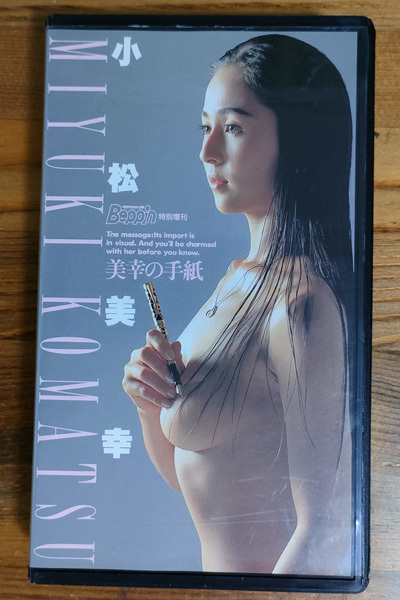 MIYUKI KOMATSU
小松美幸
Beppin 特別増刊
The message:Its import is
in visual. And you'll be charmed
with her before you know.
美幸の手紙